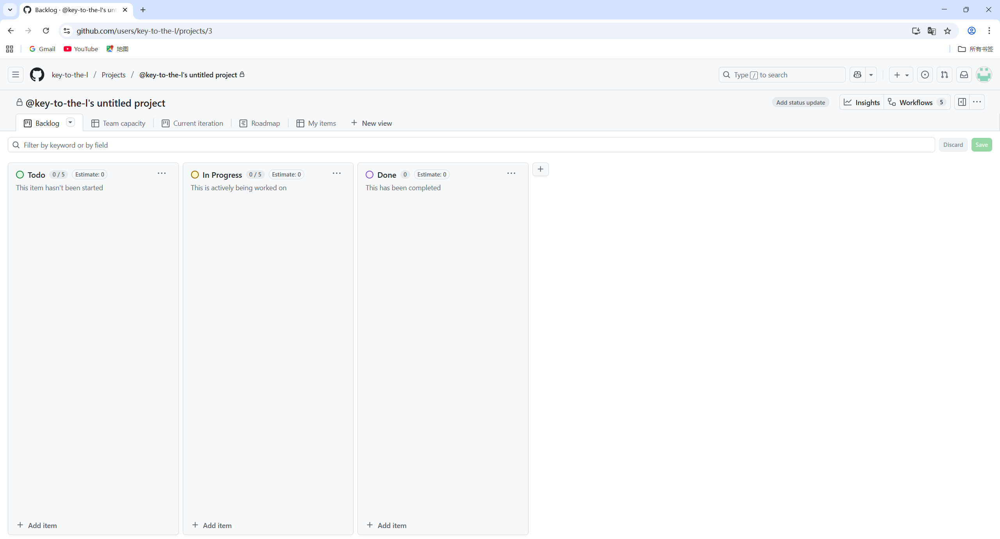 Backlog · @key-to-the-l's unt
github.com/users/key-to-the-l/projects/3
Gmail
YouTube
地图
所有书签
key-to-the-l / Projects / @key-to-the-l's untitled project
Type / to search
@key-to-the-l's untitled project
Add status update
Insights
Workflows 5
Backlog
Team capacity
Current iteration
Roadmap
My items
New view
Filter by keyword or by field
Discard
Save
Todo 0 / 5 Estimate: 0
This item hasn't been started
In Progress 0 / 5 Estimate: 0
This is actively being worked on
Done 0 Estimate: 0
This has been completed
Add item
Add item
Add item